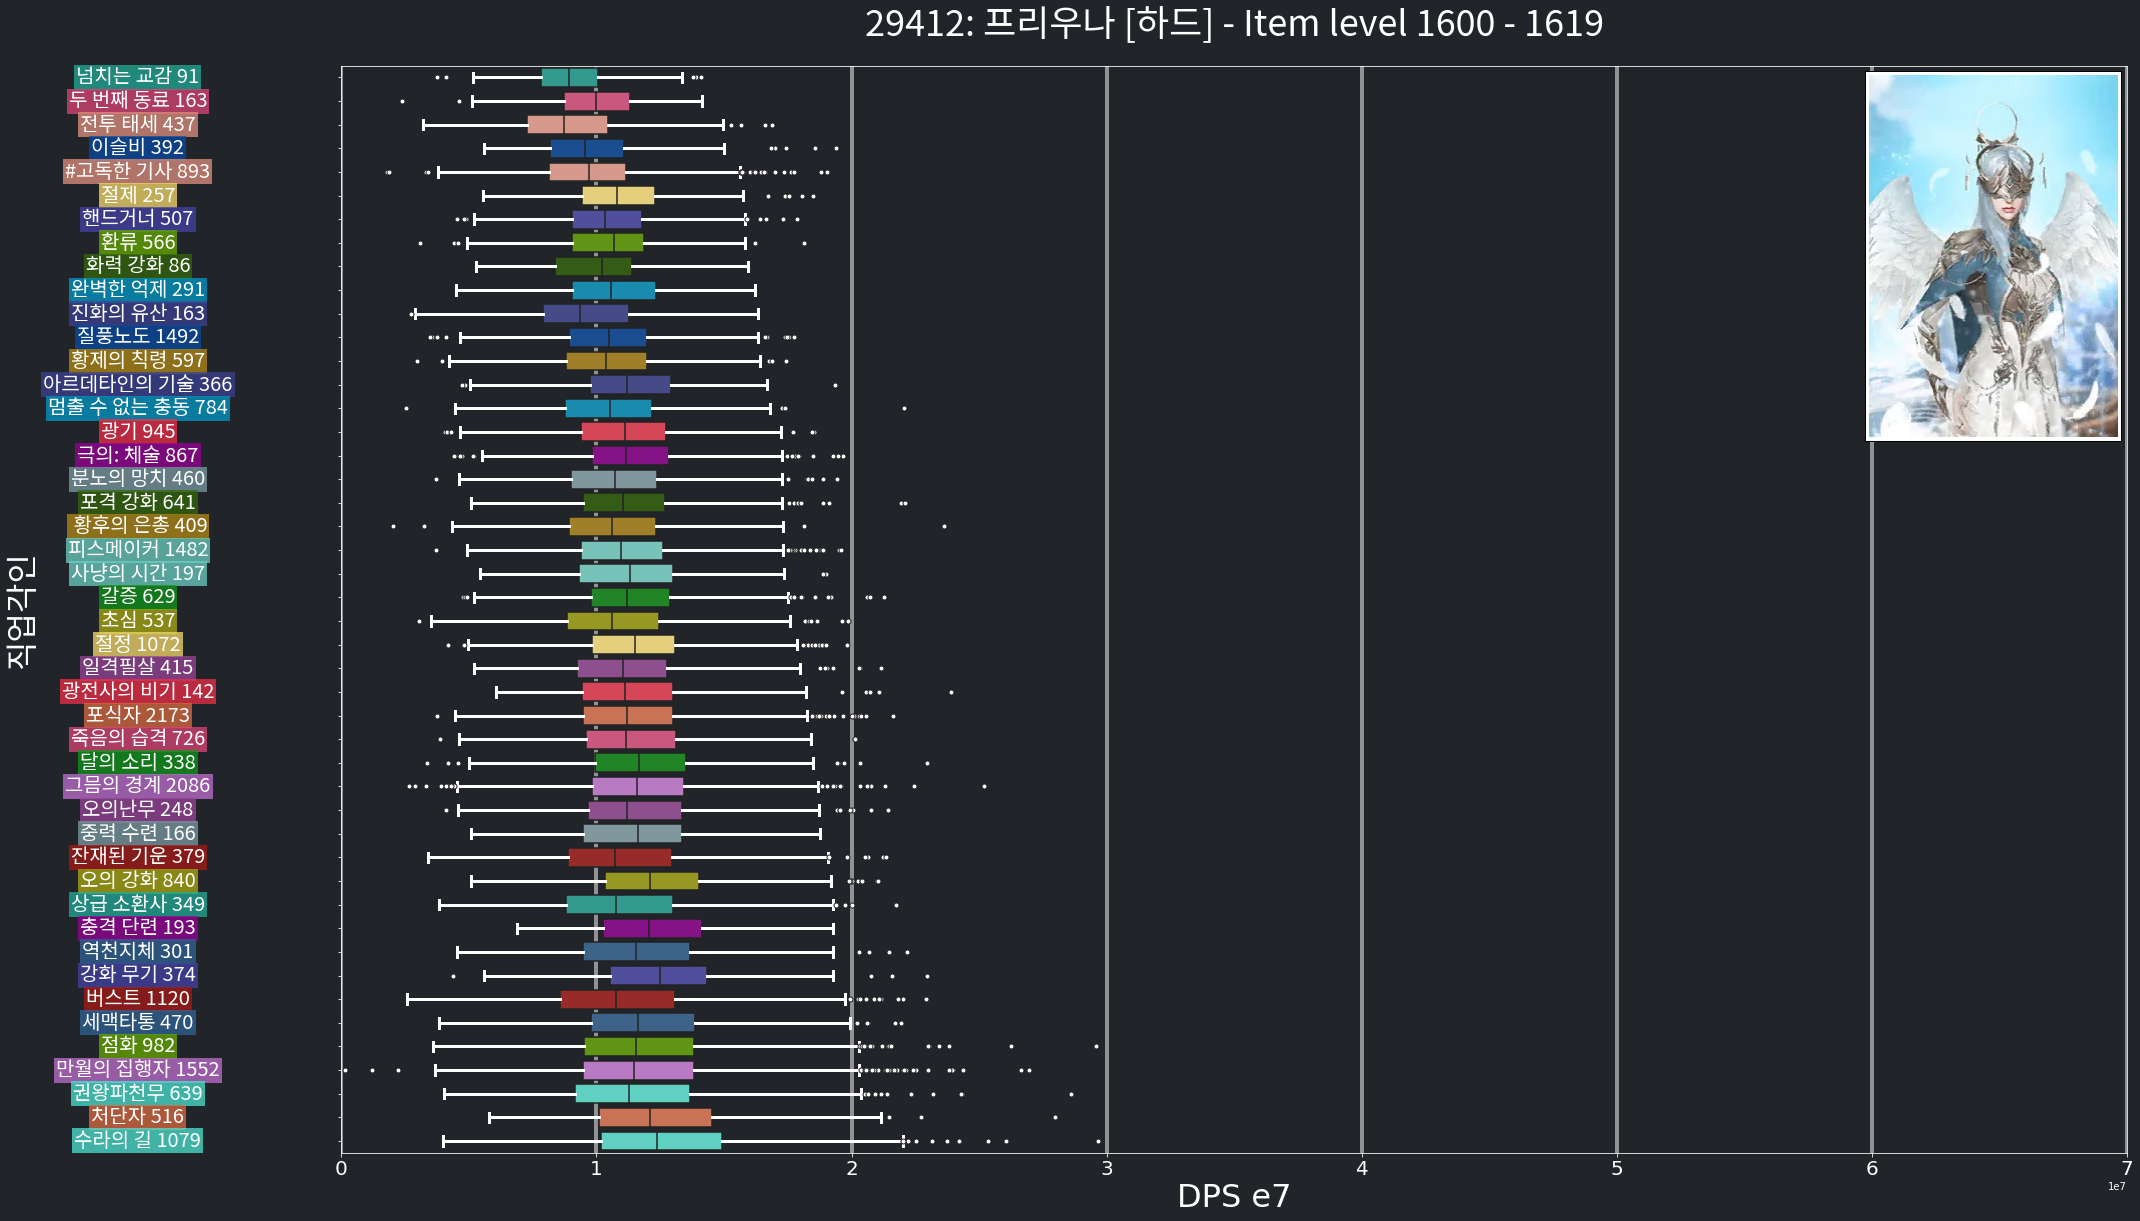 29412: 프리우나 [하드] - Item level 1600 - 1619
넘치는 교감 91
두 번째 동료 163
전투 태세 437
이슬비 392
#고독한 기사 893
절제 257
핸드거너 507
환류 566
화력 강화 86
완벽한 억제 291
진화의 유산 163
질풍노도 1492
황제의 칙령 597
아르데타인의 기술 366
멈출 수 없는 충동 784
광기 945
극의: 체술 867
분노의 망치 460
포격 강화 641
황후의 은총 409
피스메이커 1482
사냥의 시간 197
갈증 629
초심 537
절정 1072
일격필살 415
광전사의 비기 142
포식자 2173
죽음의 습격 726
달의 소리 338
그믐의 경계 2086
오의난무 248
중력 수련 166
잔재된 기운 379
오의 강화 840
상급 소환사 349
충격 단련 193
역천지체 301
강화 무기 374
버스트 1120
세맥타통 470
점화 982
만월의 집행자 1552
권왕파천무 639
처단자 516
수라의 길 1079
직업각인
0 1 2 3 4 5 6 7
DPS e7
1e7